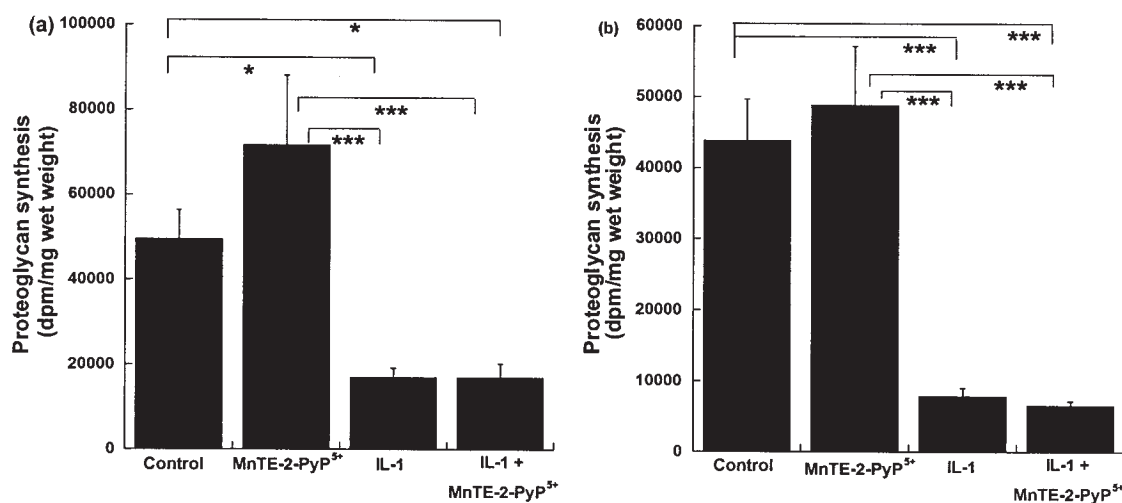 (a)
Proteoglycan synthesis
(dpm/mg wet weight)
100000
80000
60000
40000
20000
0
*
*
***
***
Control
MnTE-2-PyP5+
IL-1
IL-1 +
MnTE-2-PyP5+
(b)
Proteoglycan synthesis
(dpm/mg wet weight)
60000
50000
40000
30000
20000
10000
0
***
***
***
***
Control
MnTE-2-PyP5+
IL-1
IL-1 +
MnTE-2-PyP5+